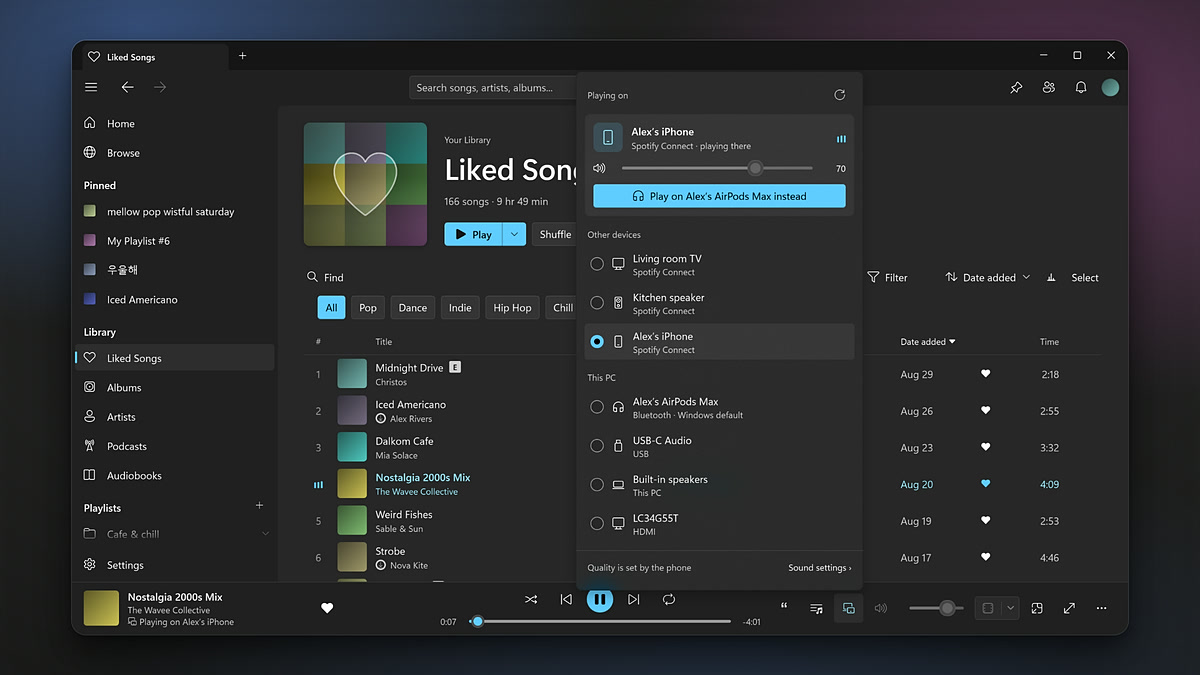 Liked Songs
Search songs, artists, albums...
Home
Browse
Pinned
mellow pop wistful saturday
My Playlist #6
우울해
Iced Americano
Library
Liked Songs
Albums
Artists
Podcasts
Audiobooks
Playlists
Cafe & chill
Settings
Your Library
Liked Song
166 songs · 9 hr 49 min
Play
Shuffle
Find
Filter
Date added
Select
All
Pop
Dance
Indie
Hip Hop
Chill
# Title Date added Time
1 Midnight Drive E Aug 29 2:18
Christos
2 Iced Americano Aug 26 2:55
Alex Rivers
3 Dalkom Cafe Aug 23 3:32
Mia Solace
Nostalgia 2000s Mix Aug 20 4:09
The Wavee Collective
5 Weird Fishes Aug 19 2:53
Sable & Sun
6 Strobe Aug 17 4:46
Nova Kite
Playing on
Alex's iPhone
Spotify Connect · playing there
70
Play on Alex's AirPods Max instead
Other devices
Living room TV
Spotify Connect
Kitchen speaker
Spotify Connect
Alex's iPhone
Spotify Connect
This PC
Alex's AirPods Max
Bluetooth · Windows default
USB-C Audio
USB
Built-in speakers
This PC
LC34G55T
HDMI
Quality is set by the phone
Sound settings ›
Nostalgia 2000s Mix
The Wavee Collective
Playing on Alex's iPhone
0:07
-4:01